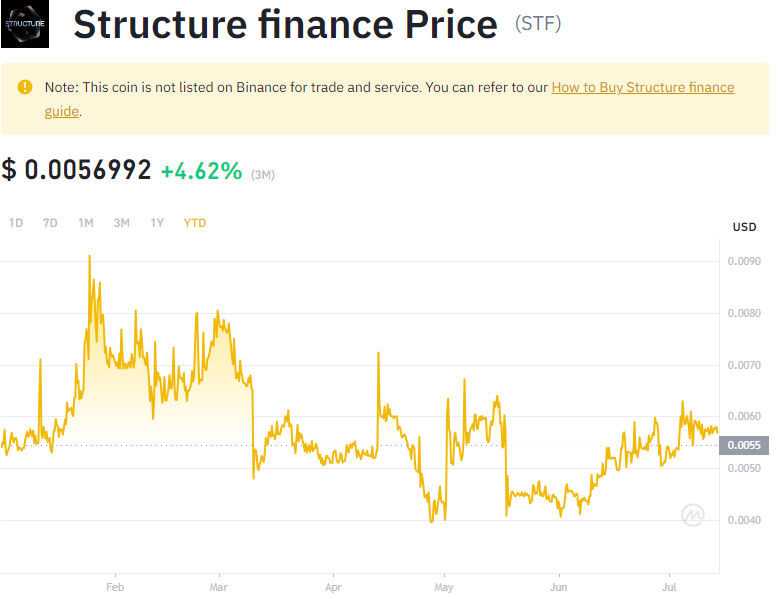 STRUCTURE
Structure finance Price (STF)
Note: This coin is not listed on Binance for trade and service. You can refer to our How to Buy Structure finance
guide.
$ 0.0056992 +4.62% (3M)
1D 7D 1M 3M 1Y YTD
USD
0.0090
0.0080
0.0070
0.0060
0.0055
0.0050
0.0040
Feb Mar Apr May Jun Jul